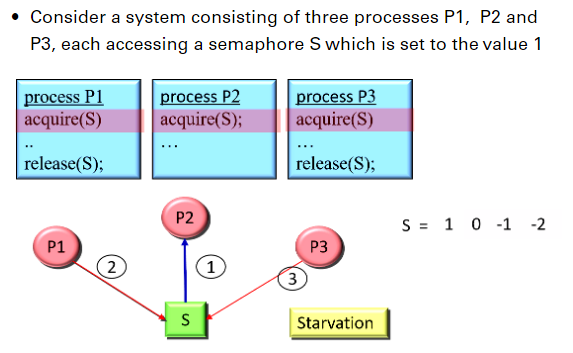 • Consider a system consisting of three processes P1, P2 and
P3, each accessing a semaphore S which is set to the value 1
process P1
acquire(S)
..
release(S);
process P2
acquire(S);
...
process P3
acquire(S)
...
release(S);
P2
P1
P3
2
1
3
S
S = 1 0 -1 -2
Starvation